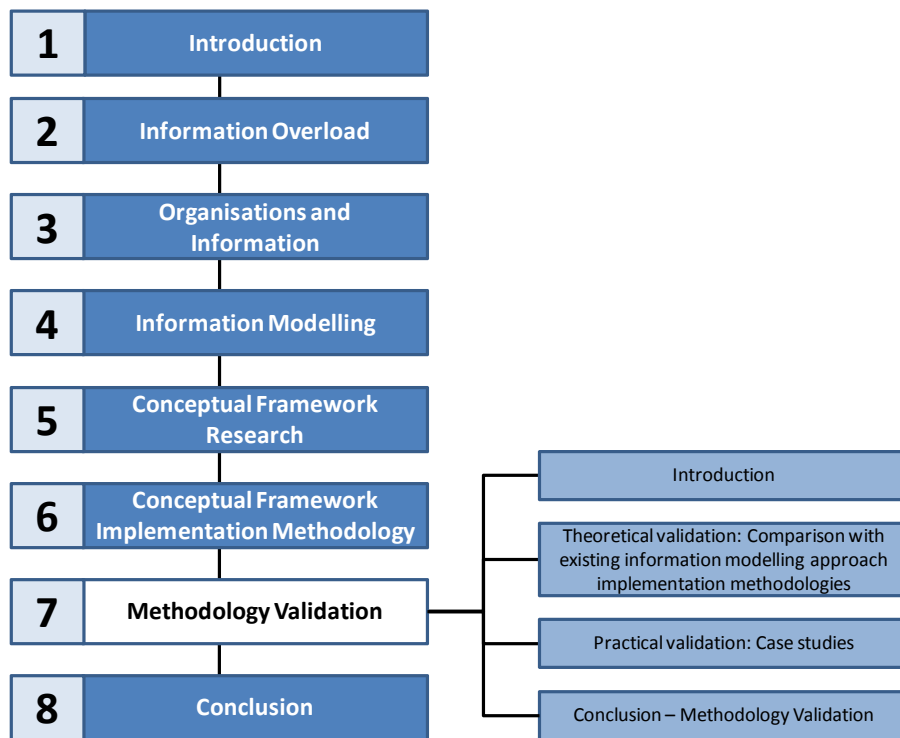 1
Introduction
2
Information Overload
3
Organisations and
Information
4
Information Modelling
5
Conceptual Framework
Research
6
Conceptual Framework
Implementation Methodology
7
Methodology Validation
8
Conclusion
Introduction
Theoretical validation: Comparison with
existing information modelling approach
implementation methodologies
Practical validation: Case studies
Conclusion – Methodology Validation